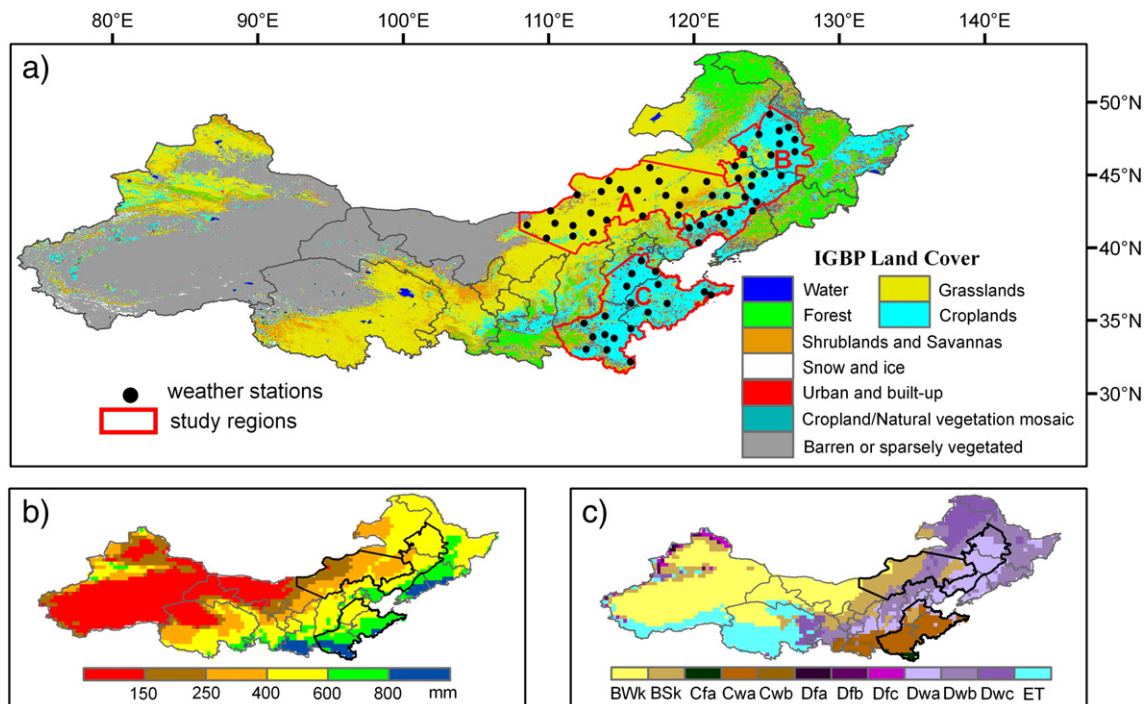 80°E 90°E 100°E 110°E 120°E 130°E 140°E
a)
50°N
45°N
40°N
35°N
30°N
A
B
C
IGBP Land Cover
Water
Grasslands
Forest
Croplands
Shrublands and Savannas
Snow and ice
Urban and built-up
Cropland/Natural vegetation mosaic
Barren or sparsely vegetated
weather stations
study regions
b)
150 250 400 600 800 mm
c)
BWk BSk Cfa Cwa Cwb Dfa Dfb Dfc Dwa Dwb Dwc ET